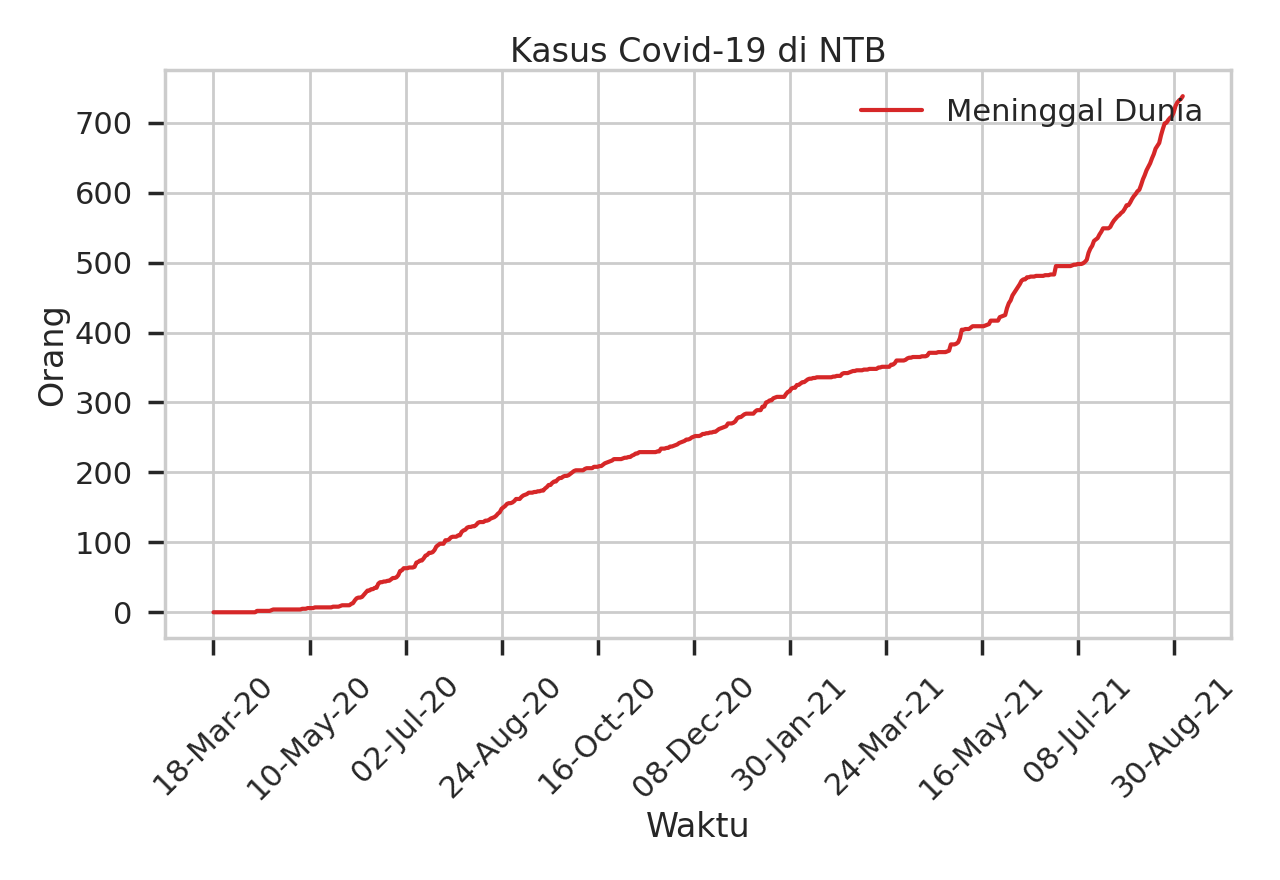 Kasus Covid-19 di NTB
Meninggal Dunia
700
600
500
400
300
200
100
0
Orang
18-Mar-20
10-May-20
02-Jul-20
24-Aug-20
16-Oct-20
08-Dec-20
30-Jan-21
24-Mar-21
16-May-21
08-Jul-21
30-Aug-21
Waktu